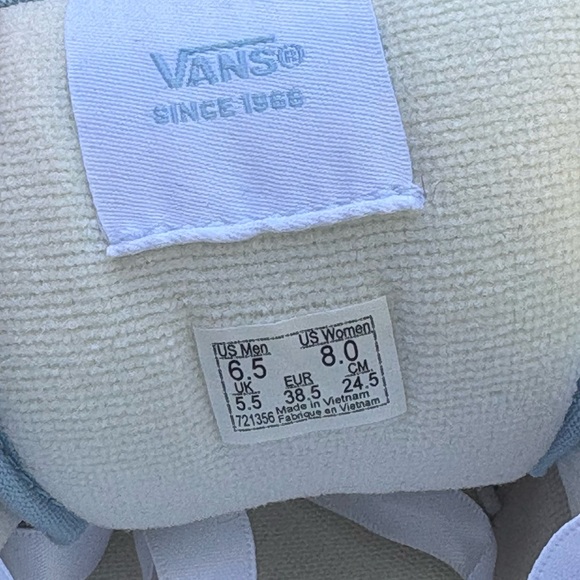 VANS®
SINCE 1966
US Men US Women
6.5 8.0
UK EUR CM
5.5 38.5 24.5
721356 Made in Vietnam
Fabriqué en Vietnam